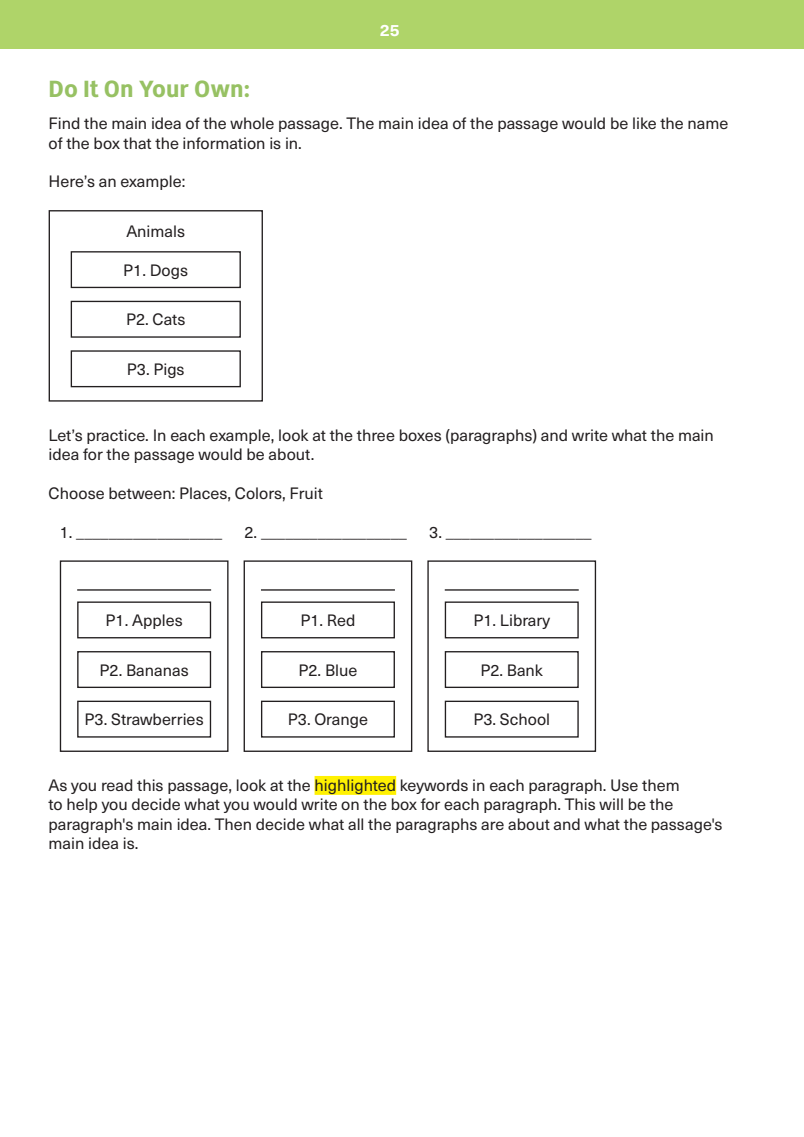 25
Do It On Your Own:
Find the main idea of the whole passage. The main idea of the passage would be like the name
of the box that the information is in.
Here’s an example:
Animals
P1. Dogs
P2. Cats
P3. Pigs
Let’s practice. In each example, look at the three boxes (paragraphs) and write what the main
idea for the passage would be about.
Choose between: Places, Colors, Fruit
1. __________________
P1. Apples
P2. Bananas
P3. Strawberries
2. __________________
P1. Red
P2. Blue
P3. Orange
3. __________________
P1. Library
P2. Bank
P3. School
As you read this passage, look at the highlighted keywords in each paragraph. Use them
to help you decide what you would write on the box for each paragraph. This will be the
paragraph's main idea. Then decide what all the paragraphs are about and what the passage's
main idea is.